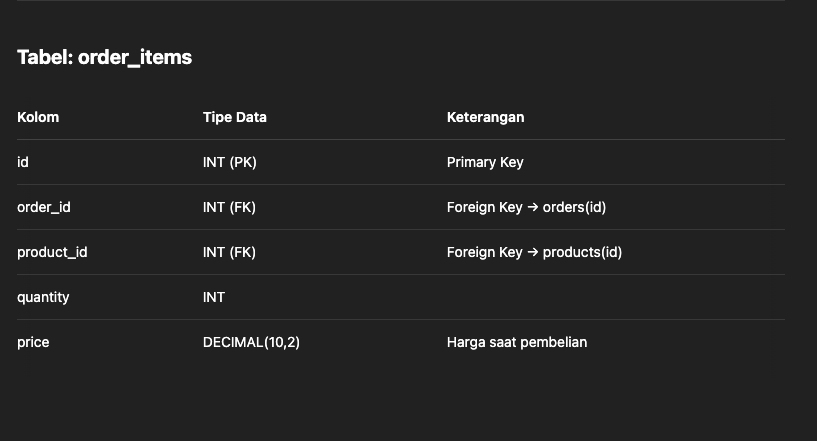 Tabel: order_items
Kolom Tipe Data Keterangan
id INT (PK) Primary Key
order_id INT (FK) Foreign Key → orders(id)
product_id INT (FK) Foreign Key → products(id)
quantity INT
price DECIMAL(10,2) Harga saat pembelian